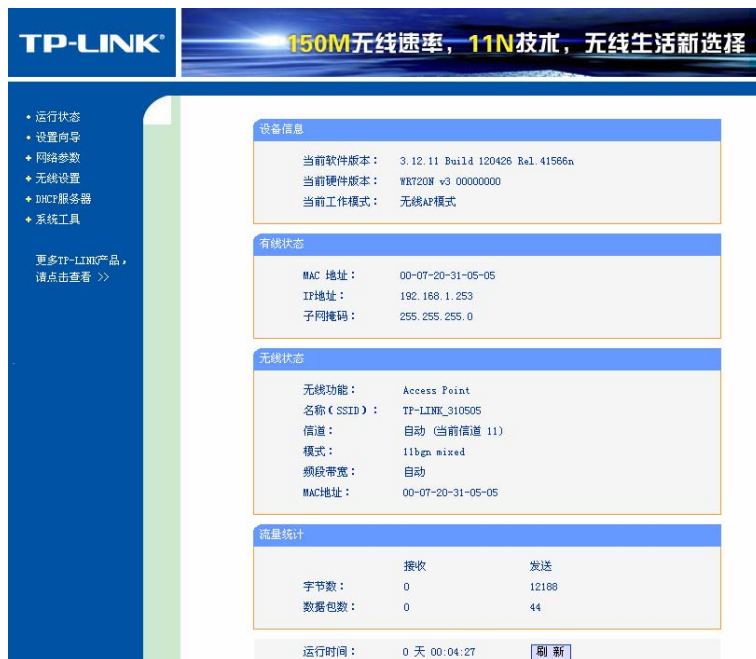 TP-LINK®
150M无线速率，11N技术，无线生活新选择
运行状态
设置向导
网络参数
无线设置
DHCP服务器
系统工具
更多TP-LINK产品，
请点击查看 >>
设备信息
当前软件版本： 3.12.11 Build 120426 Rel.41566n
当前硬件版本： WR720N v3 00000000
当前工作模式： 无线AP模式
有线状态
MAC 地址： 00-07-20-31-05-05
IP地址： 192.168.1.253
子网掩码： 255.255.255.0
无线状态
无线功能： Access Point
名称（SSID）： TP-LINK_310505
信道： 自动（当前信道 11）
模式： 11bgn mixed
频段带宽： 自动
MAC地址： 00-07-20-31-05-05
流量统计
接收 发送
字节数： 0 12188
数据包数： 0 44
运行时间： 0 天 00:04:27 刷 新